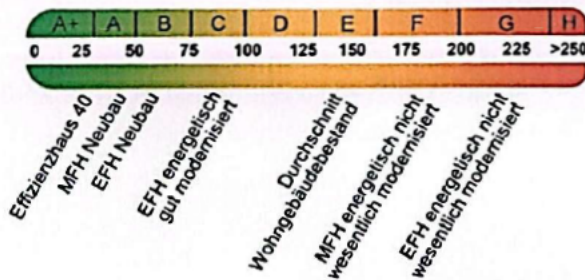 A+ A B C D E F G H
0 25 50 75 100 125 150 175 200 225 >250
Effizienzhaus 40
MFH Neubau
EFH Neubau
EFH energetisch
gut modernisiert
Durchschnitt
Wohngebäudebestand
MFH energetisch nicht
wesentlich modernisiert
EFH energetisch nicht
wesentlich modernisiert